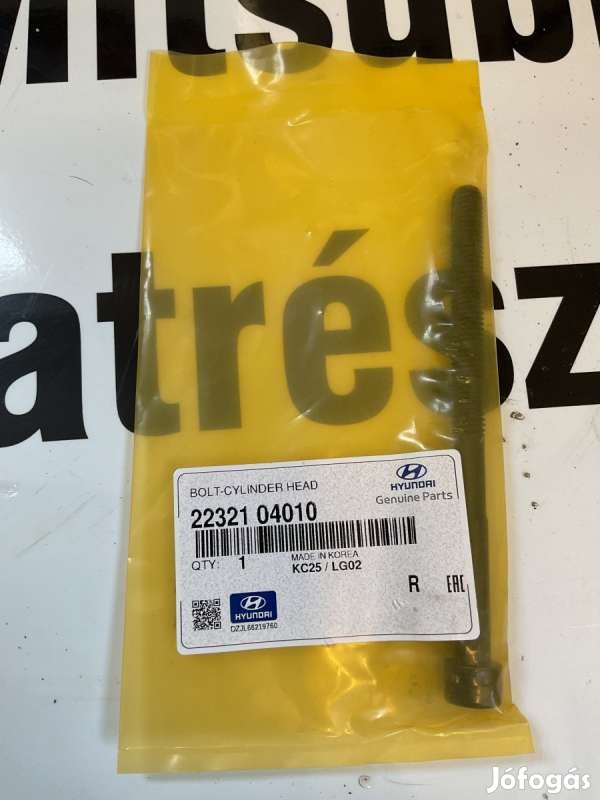 Mitsub
atrész
BOLT-CYLINDER HEAD
HYUNDAI
Genuine Parts
22321 04010
QTY: 1
MADE IN KOREA
KC25 / LG02
R EAC
HYUNDAI
DZJL66219760
Jófogás